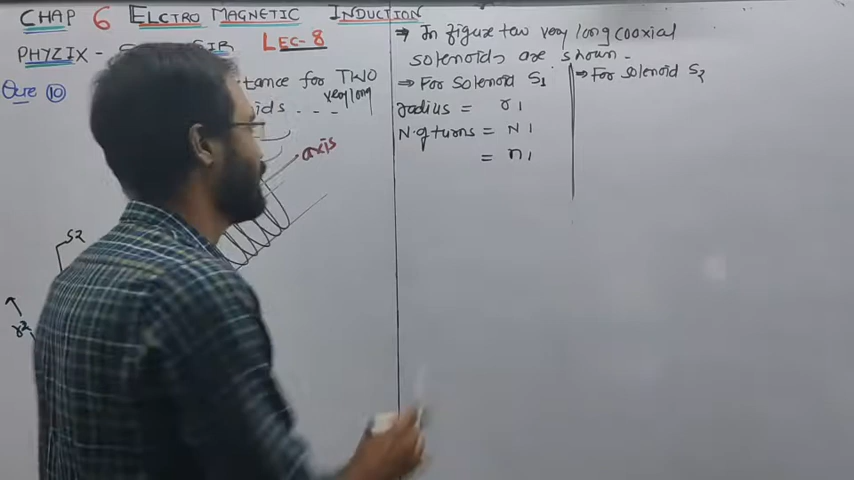 CHAP 6 ELCTRO MAGNETIC INDUCTION
PHYZIX - SIR LEC-8
Que 10
tance for TWO
ids . . . very long
axis
S2
r2
⇒ In figure two very long coaxial
solenoids are shown -
⇒ For Solenoid S1
radius = r1
N.of turns = N1
= n1
⇒ For Solenoid S2